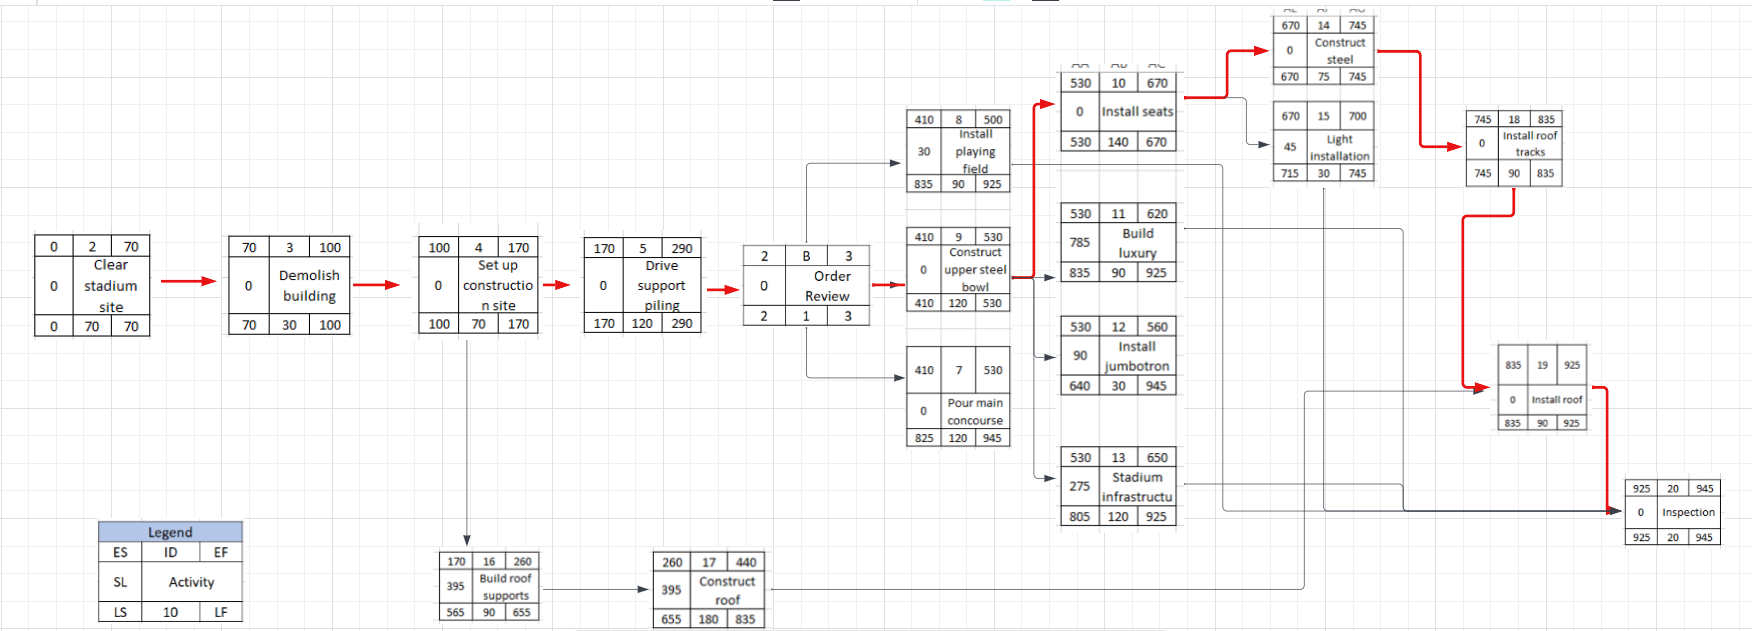 670 14 745
0 Construct
steel
670 75 745
530 10 670
0 Install seats
530 140 670
670 15 700
45 Light
installation
715 30 745
410 8 500
Install
30 playing
field
835 90 925
745 18 835
0 Install roof
tracks
745 90 835
530 11 620
785 Build
luxury
835 90 925
0 2 70
Clear
0 stadium
site
0 70 70
70 3 100
0 Demolish
building
70 30 100
100 4 170
Set up
0 constructio
n site
100 70 170
170 5 290
Drive
0 support
piling
170 120 290
2 B 3
0 Order
Review
2 1 3
410 9 530
Construct
0 upper steel
bowl
410 120 530
530 12 560
90 Install
jumbotron
640 30 945
410 7 530
0 Pour main
concourse
825 120 945
835 19 925
0 Install roof
835 90 925
530 13 650
275 Stadium
infrastructu
805 120 925
925 20 945
0 Inspection
925 20 945
Legend
ES ID EF
SL Activity
LS 10 LF
170 16 260
395 Build roof
supports
565 90 655
260 17 440
395 Construct
roof
655 180 835